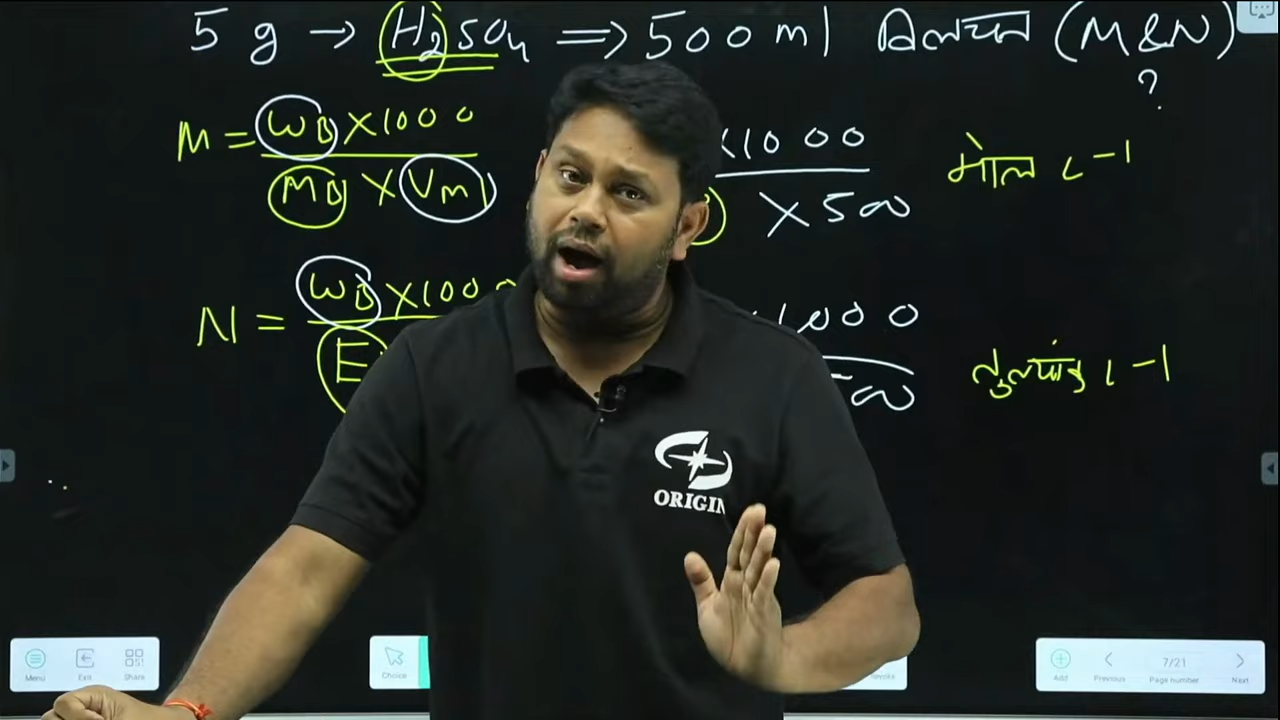 5 g → H2SO4 ⇒ 500 ml विलयन (M & N)
?
M = WB × 1000
MB × Vml
× 1000
× 500
मोल L-1
N = WB × 100
E
1000
तुल्यांक L-1
ORIGIN
Menu
Exit
Share
Choice
Add
Previous
7/21
Page number
Next